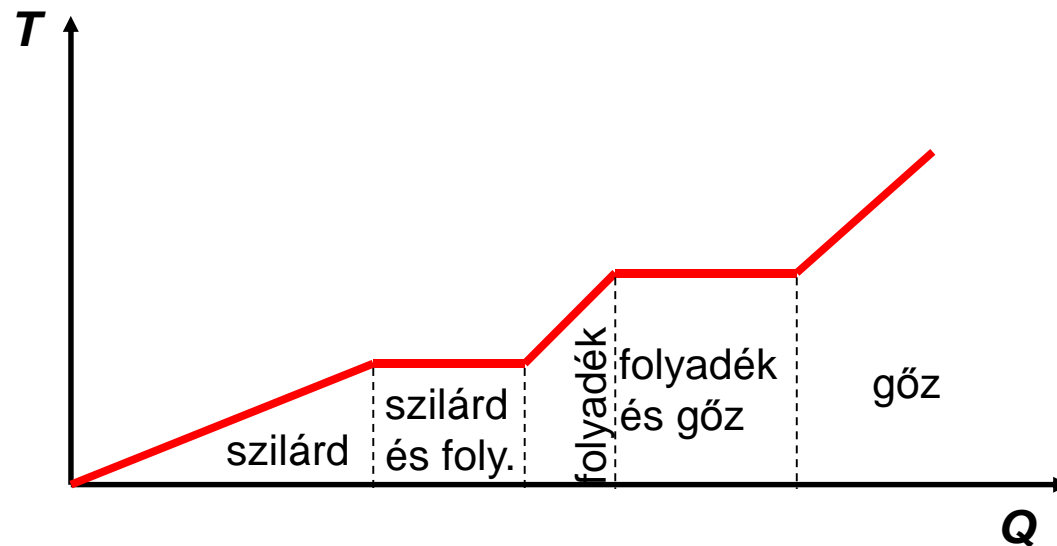 T
szilárd
szilárd
és foly.
folyadék
folyadék
és gőz
gőz
Q